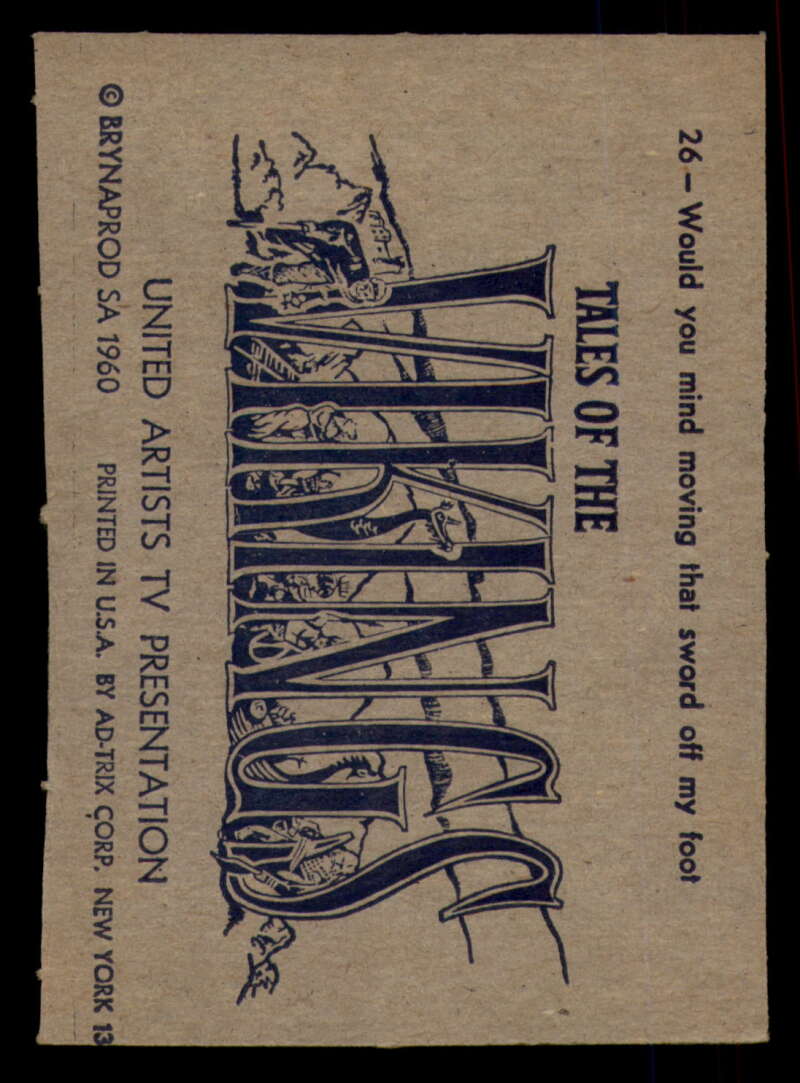 26—Would you mind moving that sword off my foot
TALES OF THE
VIKINGS
UNITED ARTISTS TV PRESENTATION
© BRYNAPROD SA 1960 PRINTED IN U.S.A. BY AD-TRIX CORP. NEW YORK 13